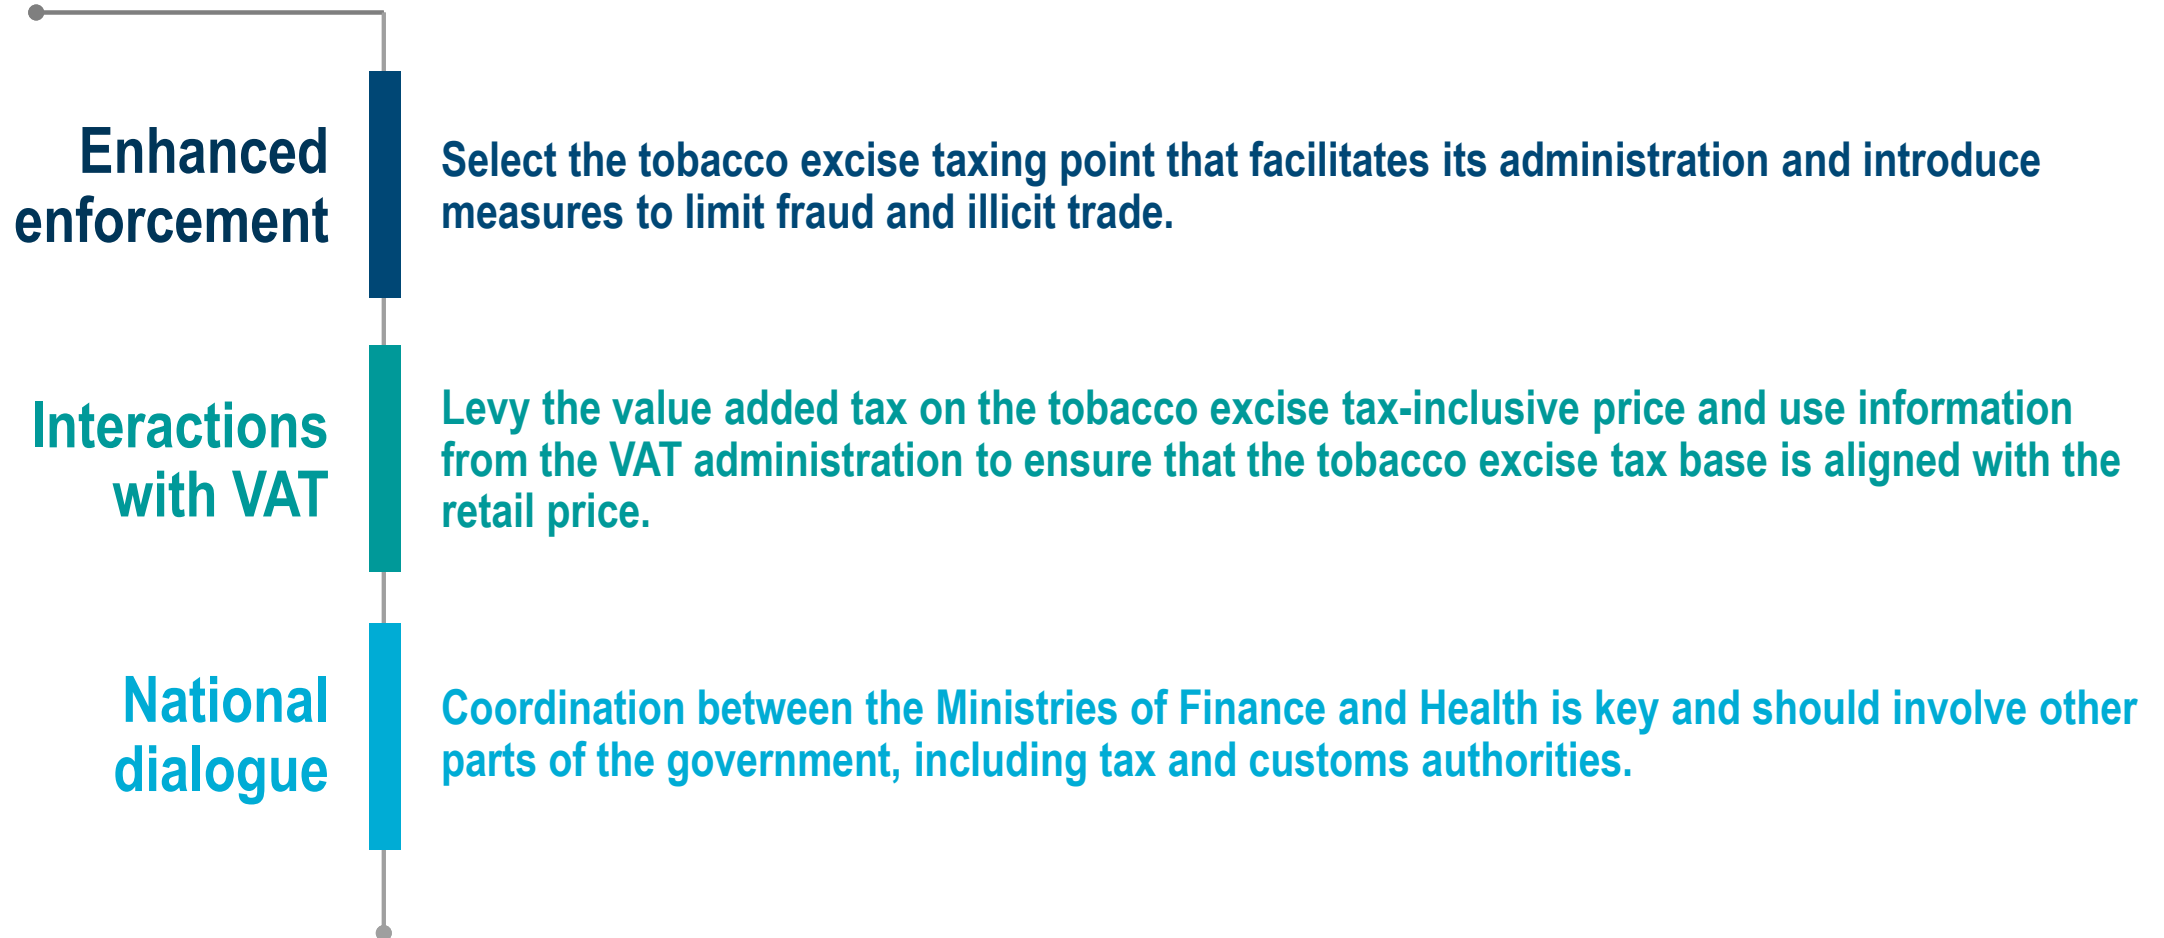 Enhanced
enforcement
Select the tobacco excise taxing point that facilitates its administration and introduce
measures to limit fraud and illicit trade.
Interactions
with VAT
Levy the value added tax on the tobacco excise tax-inclusive price and use information
from the VAT administration to ensure that the tobacco excise tax base is aligned with the
retail price.
National
dialogue
Coordination between the Ministries of Finance and Health is key and should involve other
parts of the government, including tax and customs authorities.